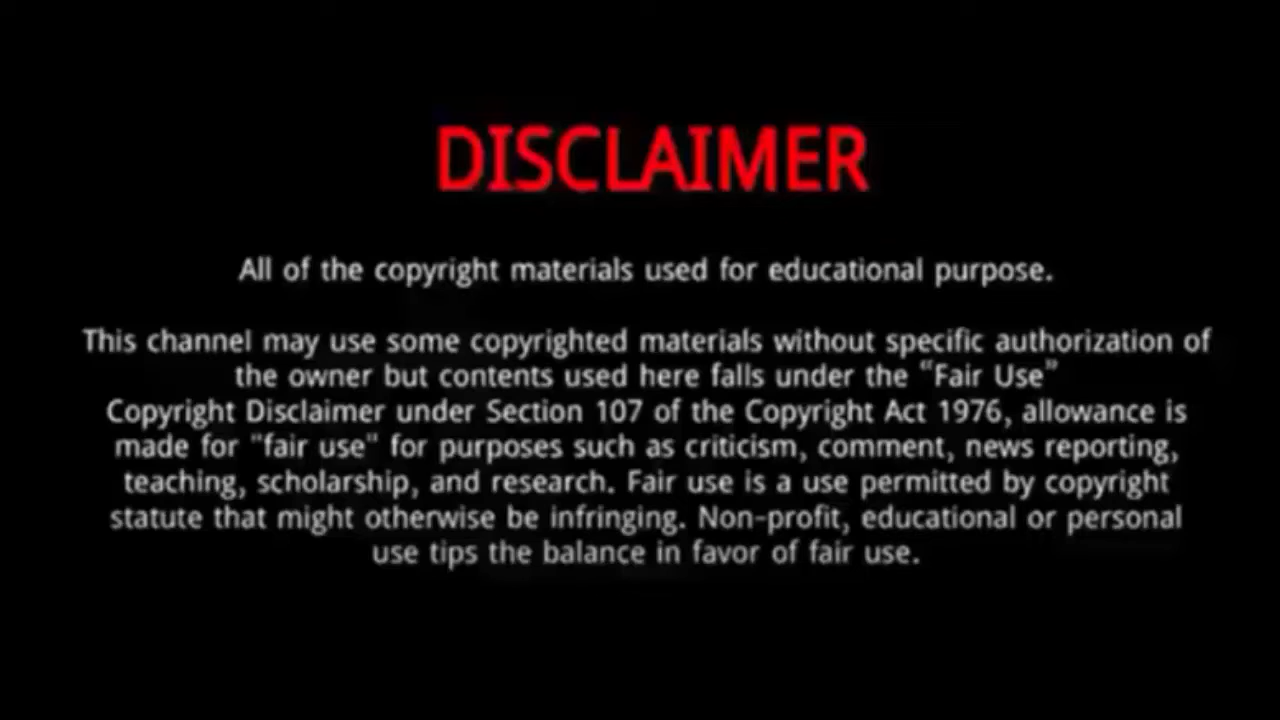 DISCLAIMER
All of the copyright materials used for educational purpose.
This channel may use some copyrighted materials without specific authorization of
the owner but contents used here falls under the “Fair Use”
Copyright Disclaimer under Section 107 of the Copyright Act 1976, allowance is
made for "fair use" for purposes such as criticism, comment, news reporting,
teaching, scholarship, and research. Fair use is a use permitted by copyright
statute that might otherwise be infringing. Non-profit, educational or personal
use tips the balance in favor of fair use.